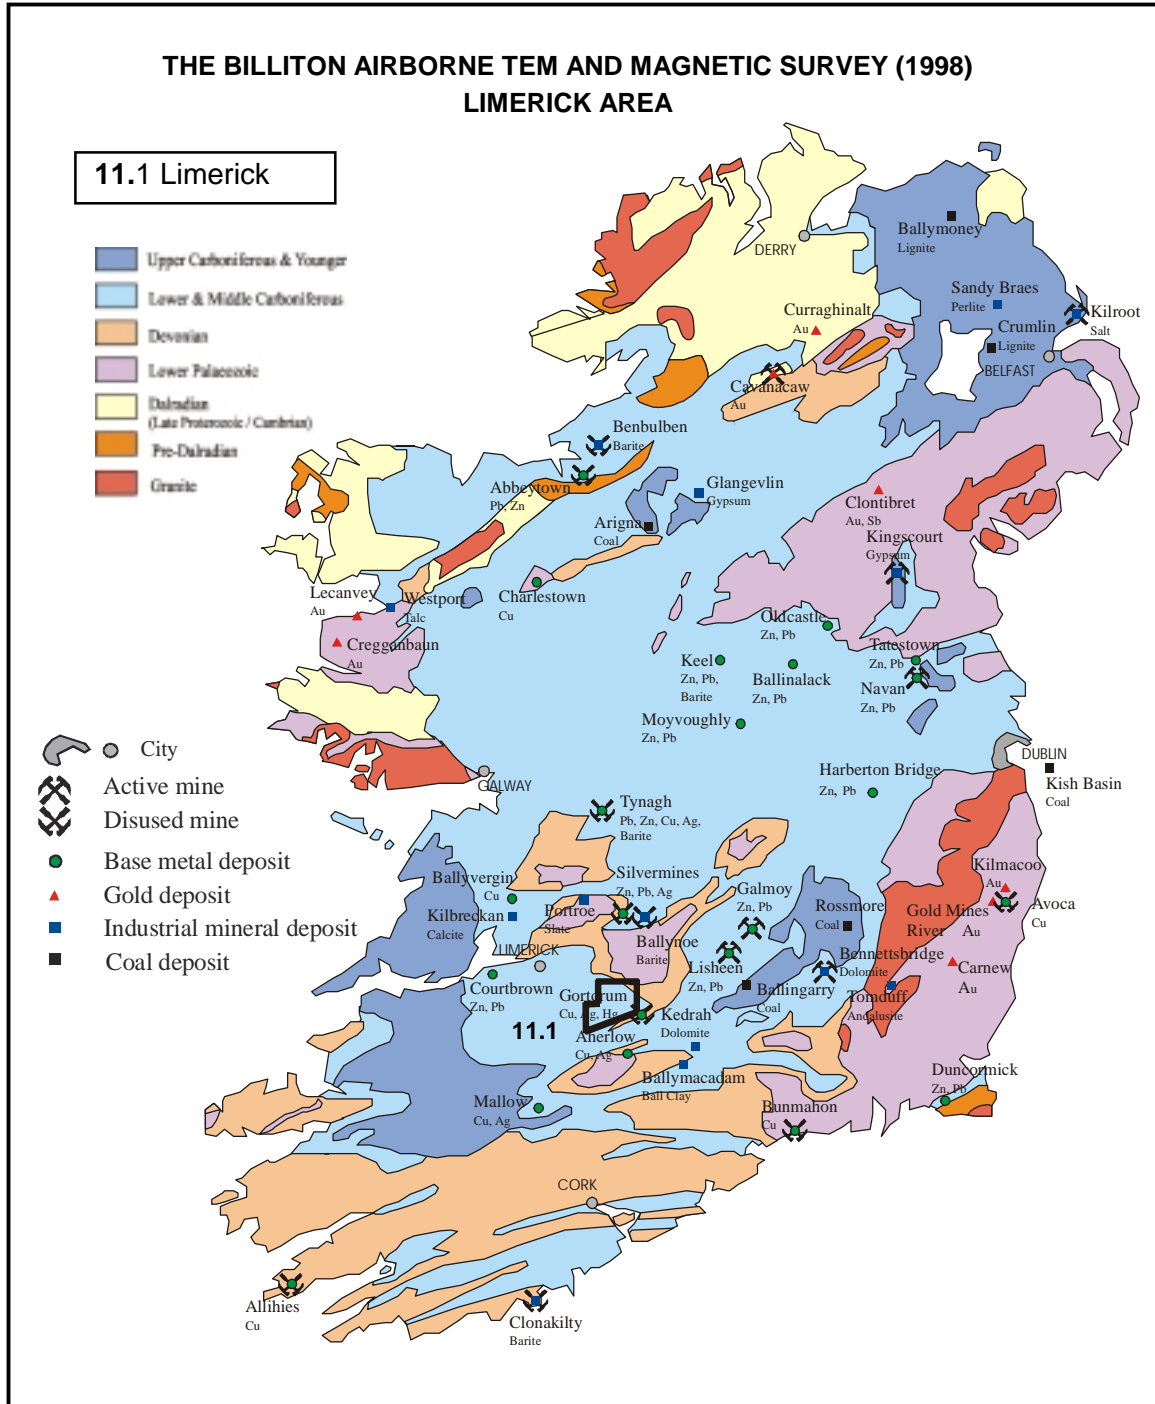 THE BILLITON AIRBORNE TEM AND MAGNETIC SURVEY (1998)
LIMERICK AREA
11.1 Limerick
Upper Carboniferous & Younger
Lower & Middle Carboniferous
Devonian
Lower Palaeozoic
Dalradian
(Late Proterozoic / Cambrian)
Pre-Dalradian
Granite
City
Active mine
Disused mine
Base metal deposit
Gold deposit
Industrial mineral deposit
Coal deposit
DERRY
Ballymoney
Lignite
Sandy Braes
Perlite
Kilroot
Salt
Crumlin
Lignite
BELFAST
Curraghinalt
Au
Cavanacaw
Au
Benbulben
Barite
Abbeytown
Pb, Zn
Glangevlin
Gypsum
Arigna
Coal
Clontibret
Au, Sb
Kingscourt
Gypsum
Lecanvey
Au
Westport
Talc
Charlestown
Cu
Cregganbaun
Au
Oldcastle
Zn, Pb
Tatestown
Zn, Pb
Keel
Zn, Pb,
Barite
Ballinalack
Zn, Pb
Navan
Zn, Pb
Moyvoughly
Zn, Pb
DUBLIN
Kish Basin
Coal
GALWAY
Harberton Bridge
Zn, Pb
Tynagh
Pb, Zn, Cu, Ag,
Barite
Ballyvergin
Cu
Silvermines
Zn, Pb, Ag
Galmoy
Zn, Pb
Kilmacoo
Au
Avoca
Cu
Kilbreckan
Calcite
Portroe
Slate
Rossmore
Coal
Gold Mines
River
Au
LIMERICK
Ballynoe
Barite
Lisheen
Zn, Pb
Bennettsbridge
Dolomite
Carnew
Au
Courtbrown
Zn, Pb
Gortdrum
Cu, Ag, Hg
Ballingarry
Coal
Tomduff
Andalusite
11.1
Kedrah
Dolomite
Aherlow
Cu, Ag
Ballymacadam
Ball Clay
Duncormick
Zn, Pb
Mallow
Cu, Ag
Bunmahon
Cu
CORK
Allihies
Cu
Clonakilty
Barite